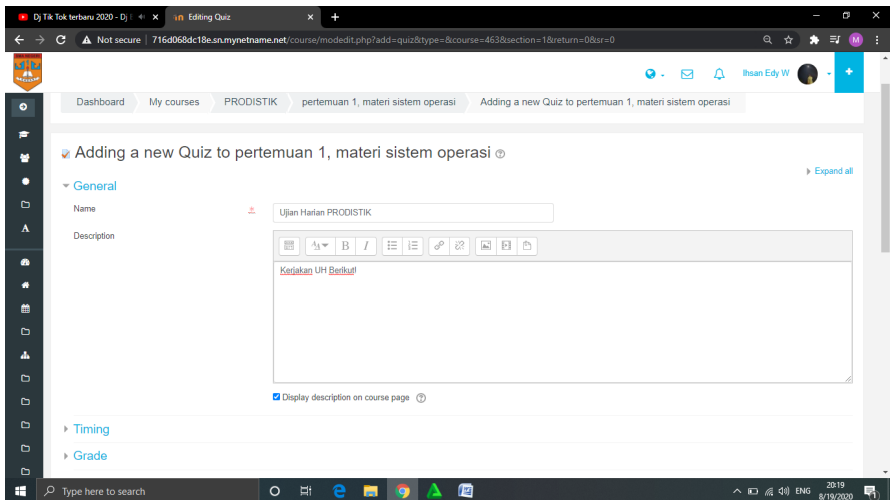 Dj Tik Tok terbaru 2020 - Dj
Editing Quiz
Not secure | 716d068dc18e.sn.mynetname.net/course/modedit.php?add=quiz&type=&course=463&section=1&return=0&sr=0
M
Ihsan Edy W
Dashboard My courses PRODISTIK pertemuan 1, materi sistem operasi Adding a new Quiz to pertemuan 1, materi sistem operasi
Adding a new Quiz to pertemuan 1, materi sistem operasi
Expand all
General
Name
Ujian Harian PRODISTIK
Description
B I
Kerjakan UH Berikut!
Display description on course page
Timing
Grade
Type here to search
ENG
20:19
8/19/2020